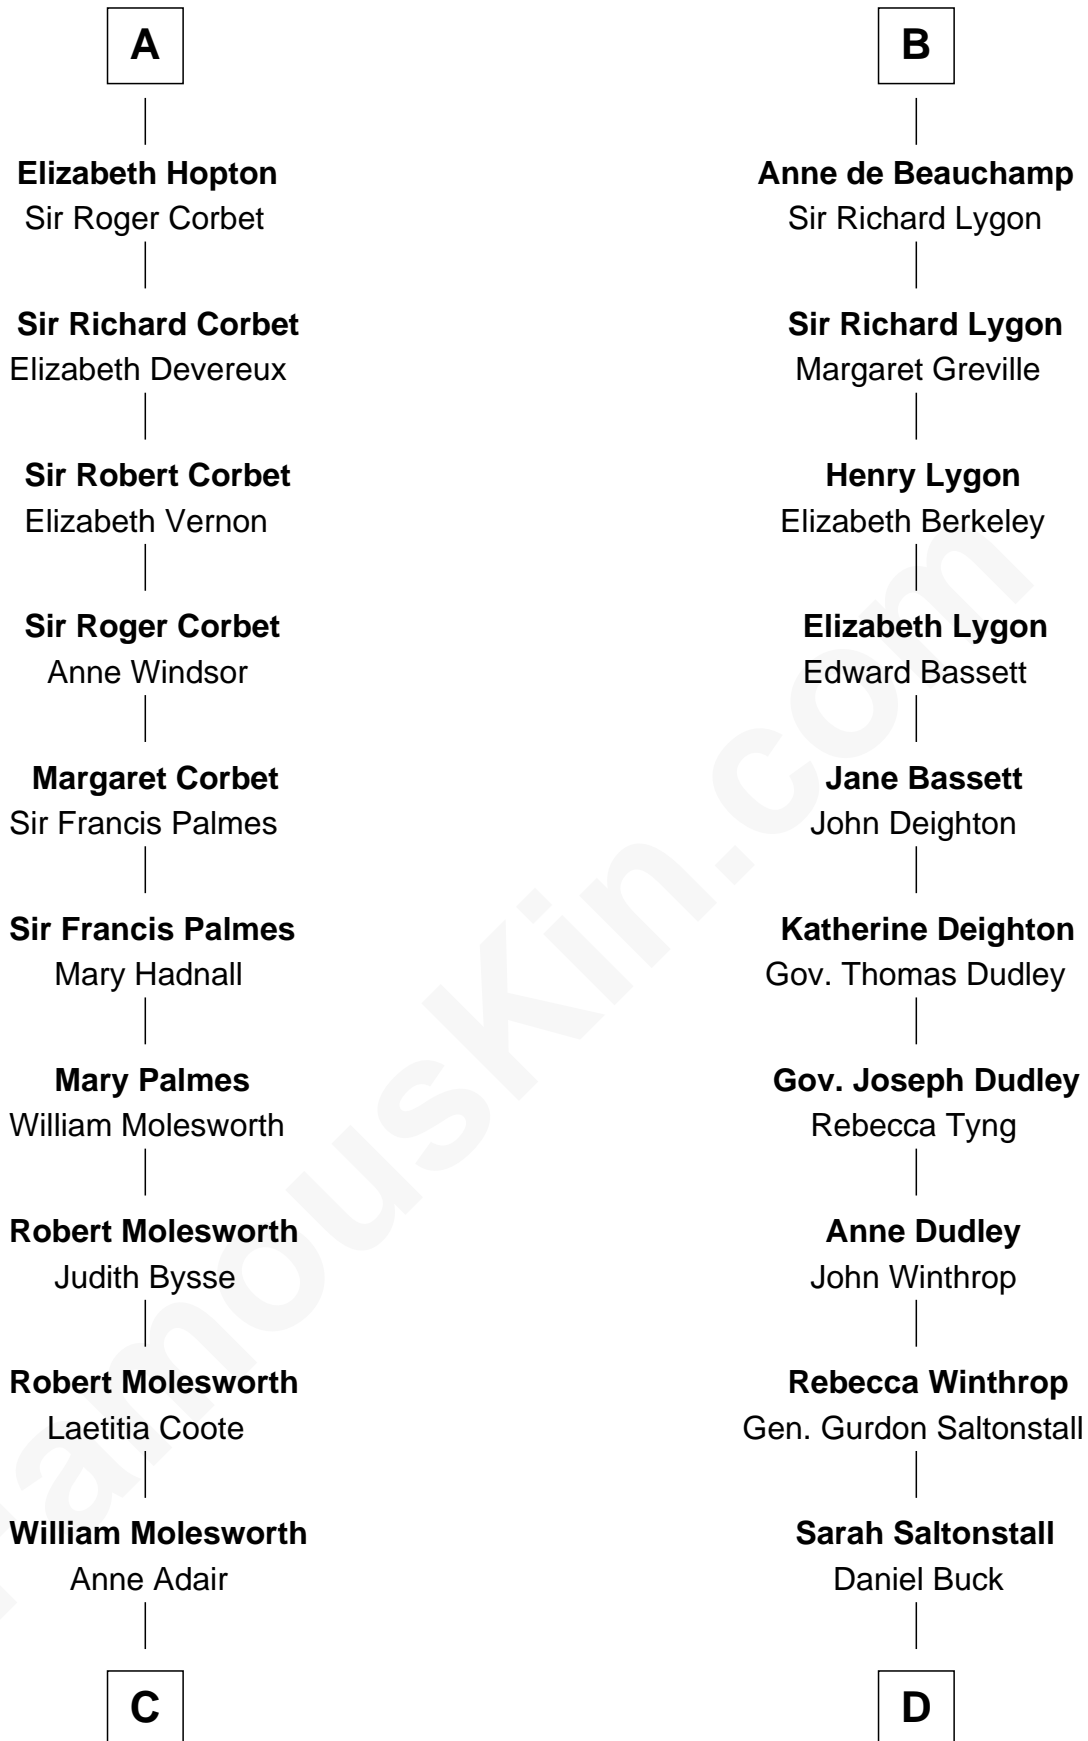 A
Elizabeth Hopton
Sir Roger Corbet
Sir Richard Corbet
Elizabeth Devereux
Sir Robert Corbet
Elizabeth Vernon
Sir Roger Corbet
Anne Windsor
Margaret Corbet
Sir Francis Palmes
Sir Francis Palmes
Mary Hadnall
Mary Palmes
William Molesworth
Robert Molesworth
Judith Bysse
Robert Molesworth
Laetitia Coote
William Molesworth
Anne Adair
C
B
Anne de Beauchamp
Sir Richard Lygon
Sir Richard Lygon
Margaret Greville
Henry Lygon
Elizabeth Berkeley
Elizabeth Lygon
Edward Bassett
Jane Bassett
John Deighton
Katherine Deighton
Gov. Thomas Dudley
Gov. Joseph Dudley
Rebecca Tyng
Anne Dudley
John Winthrop
Rebecca Winthrop
Gen. Gurdon Saltonstall
Sarah Saltonstall
Daniel Buck
D
FamousKin.com